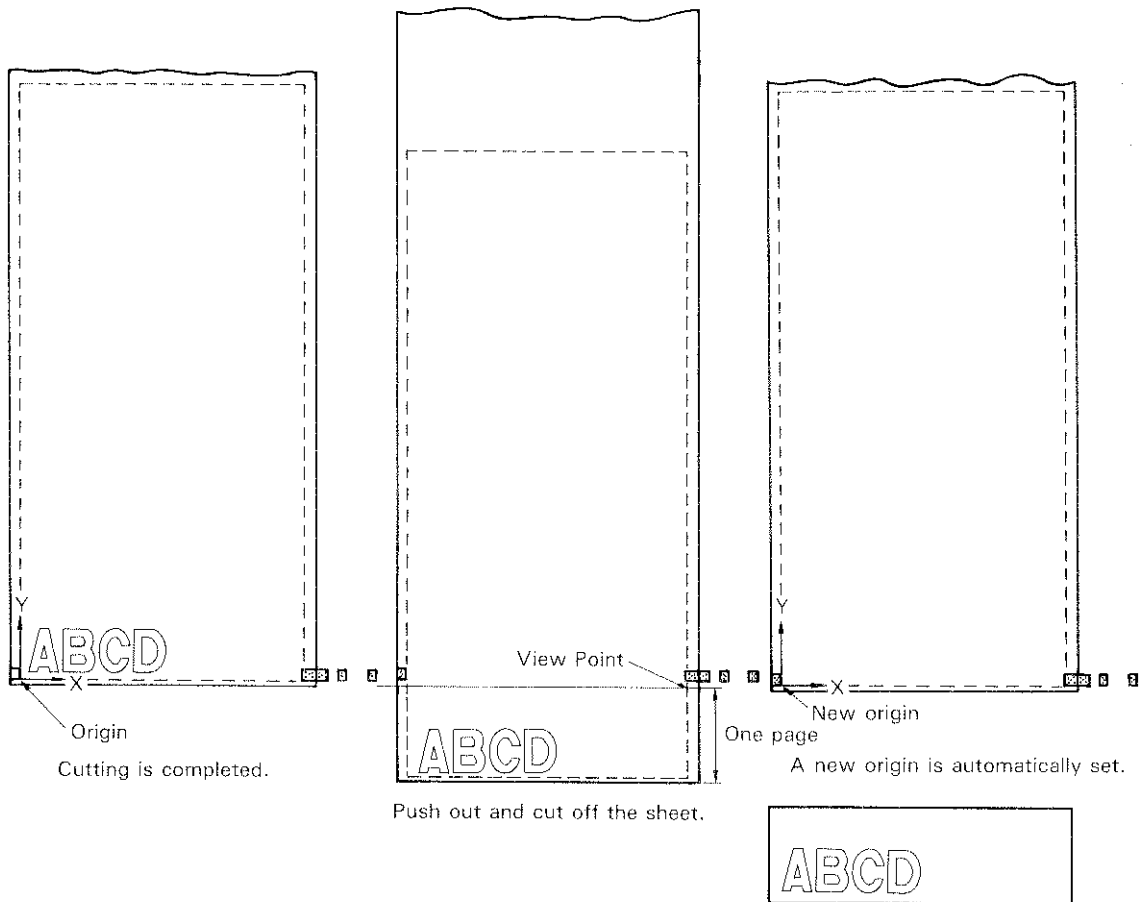 Y
ABCD
X
Origin
Cutting is completed.
View Point
One page
ABCD
Push out and cut off the sheet.
Y
X
New origin
A new origin is automatically set.
ABCD